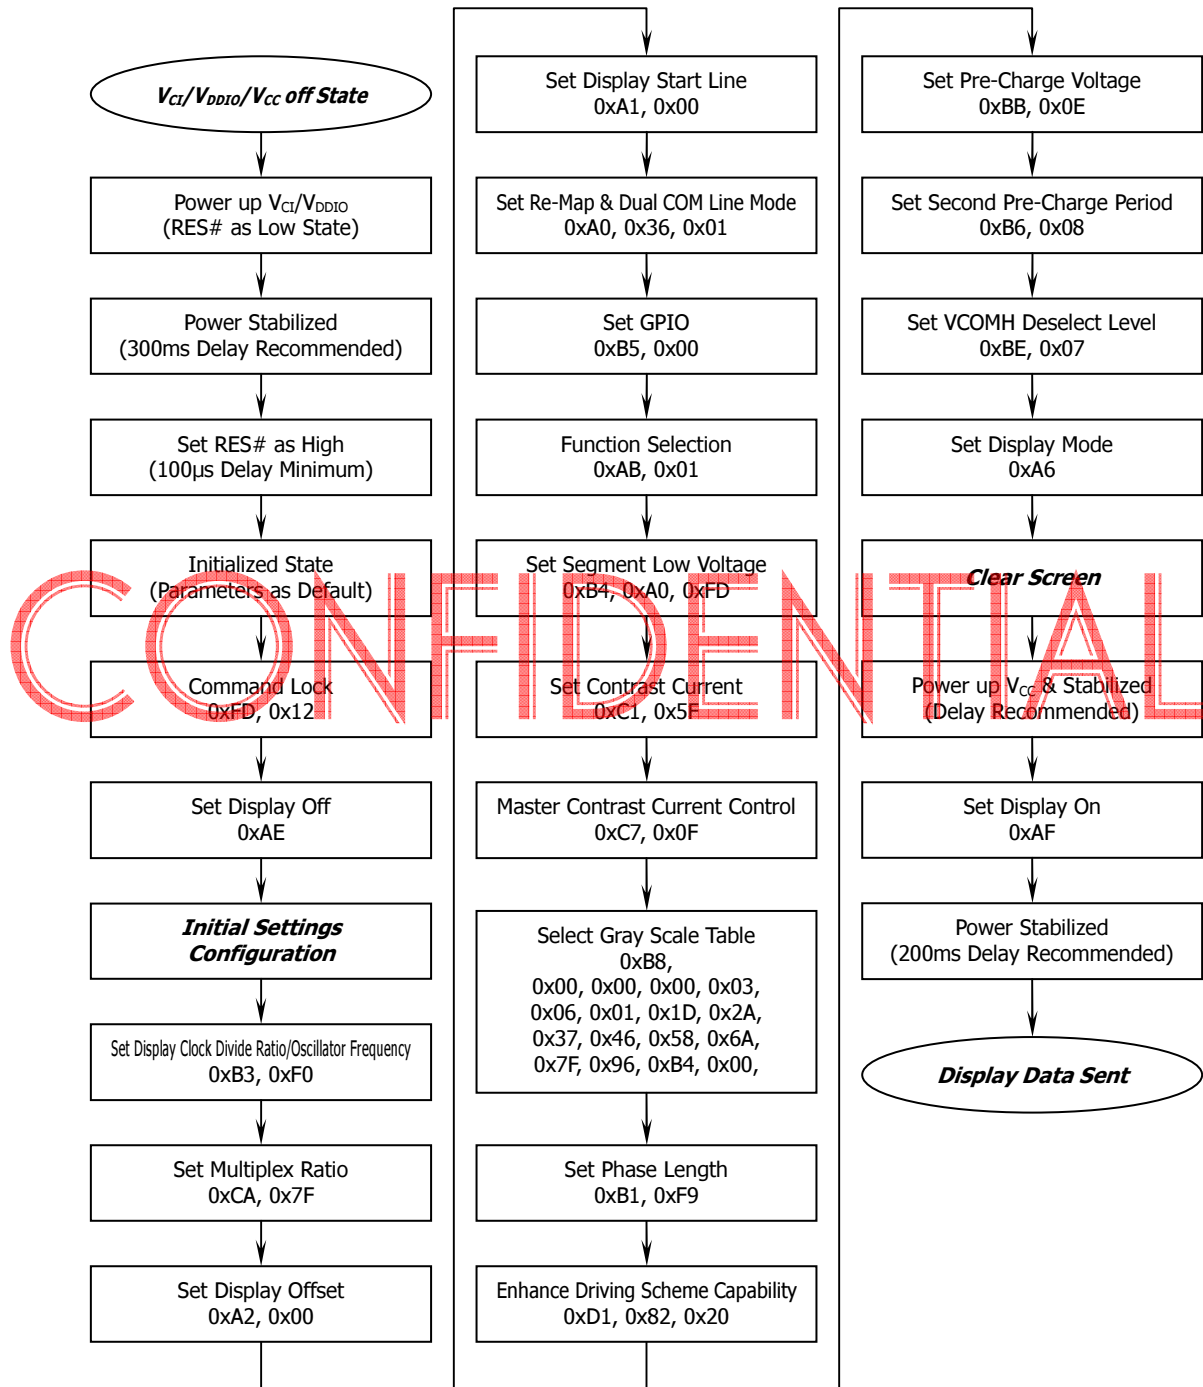 VCI/VDDIO/VCC off State
Power up VCI/VDDIO
(RES# as Low State)
Power Stabilized
(300ms Delay Recommended)
Set RES# as High
(100µs Delay Minimum)
Initialized State
(Parameters as Default)
Command Lock
0xFD, 0x12
Set Display Off
0xAE
Initial Settings
Configuration
Set Display Clock Divide Ratio/Oscillator Frequency
0xB3, 0xF0
Set Multiplex Ratio
0xCA, 0x7F
Set Display Offset
0xA2, 0x00
Set Display Start Line
0xA1, 0x00
Set Re-Map & Dual COM Line Mode
0xA0, 0x36, 0x01
Set GPIO
0xB5, 0x00
Function Selection
0xAB, 0x01
Set Segment Low Voltage
0xB4, 0xA0, 0xFD
Set Contrast Current
0xC1, 0x5F
Master Contrast Current Control
0xC7, 0x0F
Select Gray Scale Table
0xB8,
0x00, 0x00, 0x00, 0x03,
0x06, 0x01, 0x1D, 0x2A,
0x37, 0x46, 0x58, 0x6A,
0x7F, 0x96, 0xB4, 0x00,
Set Phase Length
0xB1, 0xF9
Enhance Driving Scheme Capability
0xD1, 0x82, 0x20
Set Pre-Charge Voltage
0xBB, 0x0E
Set Second Pre-Charge Period
0xB6, 0x08
Set VCOMH Deselect Level
0xBE, 0x07
Set Display Mode
0xA6
Clear Screen
Power up VCC & Stabilized
(Delay Recommended)
Set Display On
0xAF
Power Stabilized
(200ms Delay Recommended)
Display Data Sent
CONFIDENTIAL